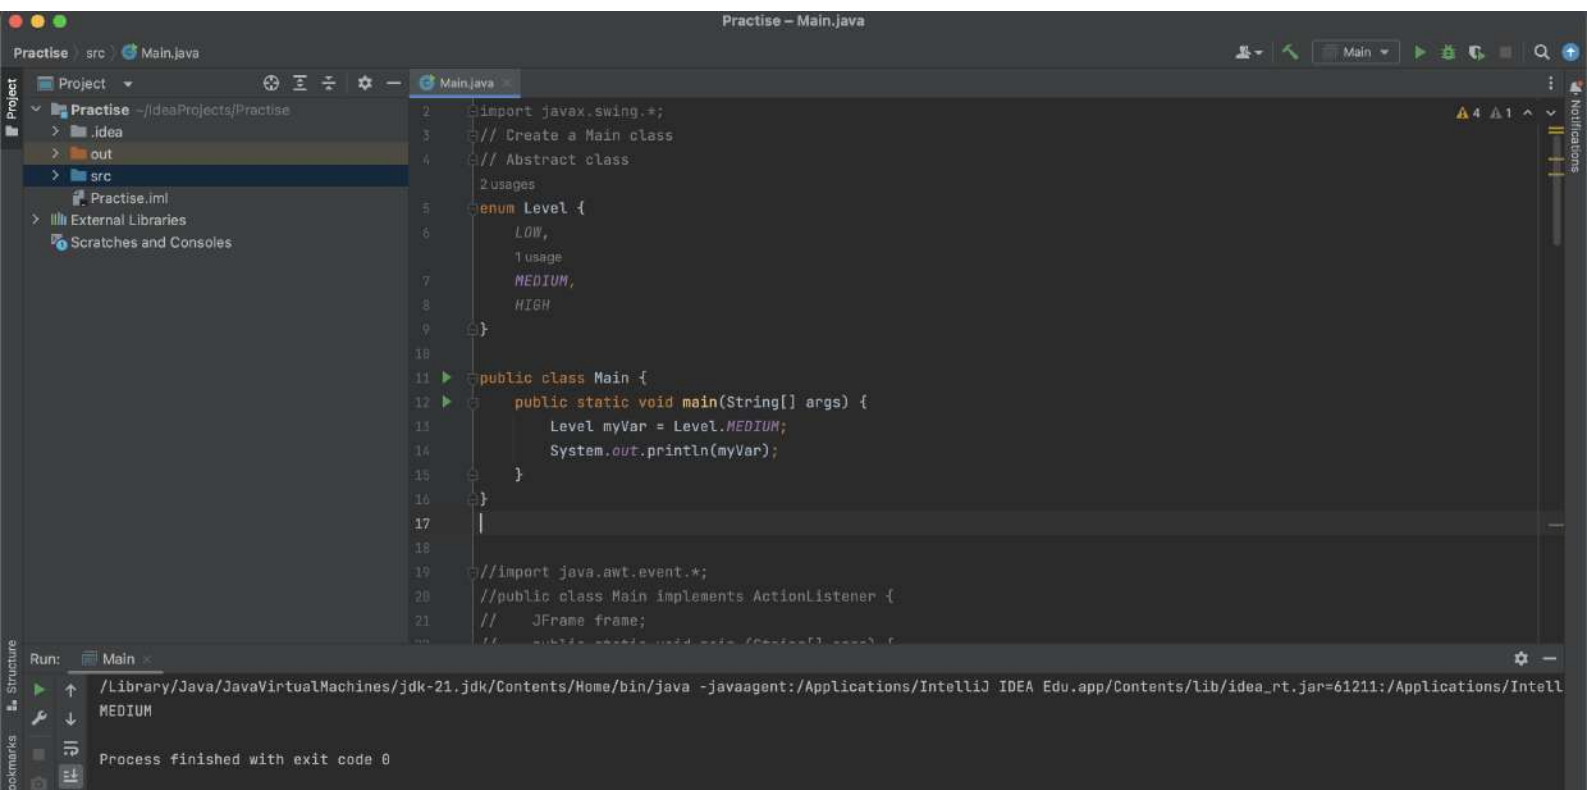 Practise – Main.java
Practise src Main.java
Main
Project
Main.java
Project
Practise ~/IdeaProjects/Practise
.idea
out
src
Practise.iml
External Libraries
Scratches and Consoles
4 1
Notifications
2 import javax.swing.*;
3 // Create a Main class
4 // Abstract class
2 usages
5 enum Level {
6 LOW,
1 usage
7 MEDIUM,
8 HIGH
9 }
10
11 public class Main {
12 public static void main(String[] args) {
13 Level myVar = Level.MEDIUM;
14 System.out.println(myVar);
15 }
16 }
17
18
19 //import java.awt.event.*;
20 //public class Main implements ActionListener {
21 // JFrame frame;
Structure
Run: Main
/Library/Java/JavaVirtualMachines/jdk-21.jdk/Contents/Home/bin/java -javaagent:/Applications/IntelliJ IDEA Edu.app/Contents/lib/idea_rt.jar=61211:/Applications/Intell
MEDIUM
Process finished with exit code 0
ookmarks